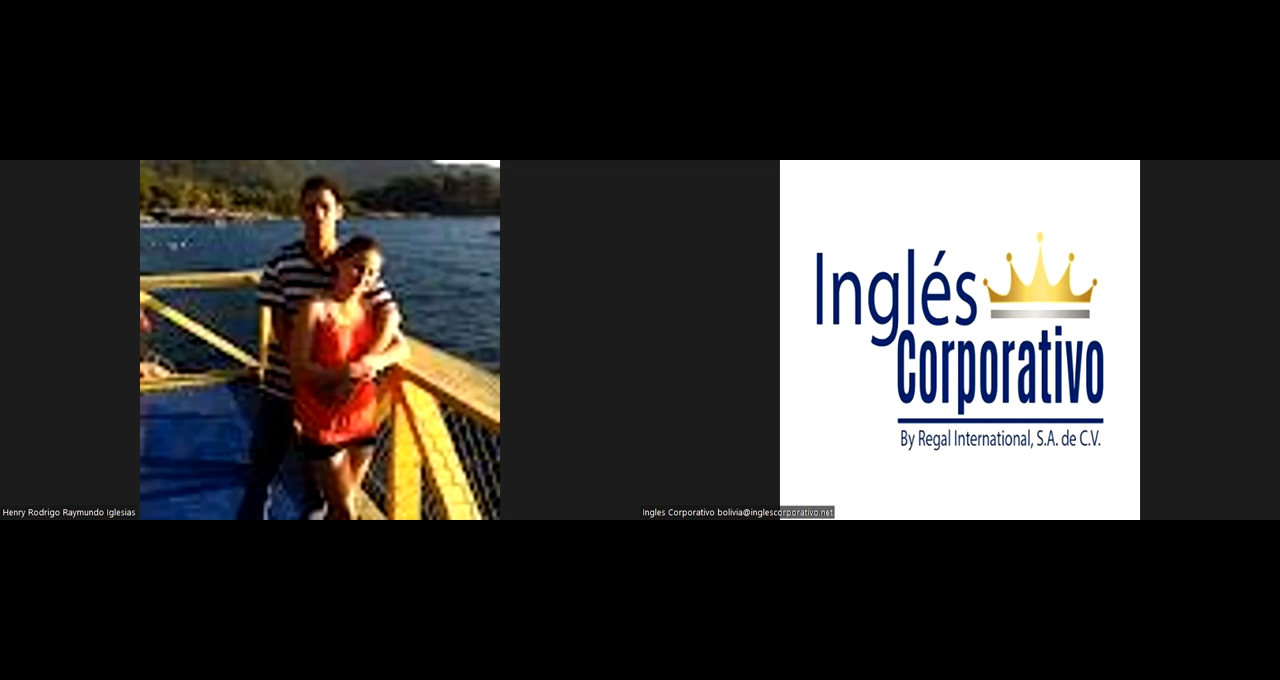 Inglés
Corporativo
By Regal International, S.A. de C.V.
Henry Rodrigo Raymundo Iglesias
Ingles Corporativo bolivia@inglescorporativo.net